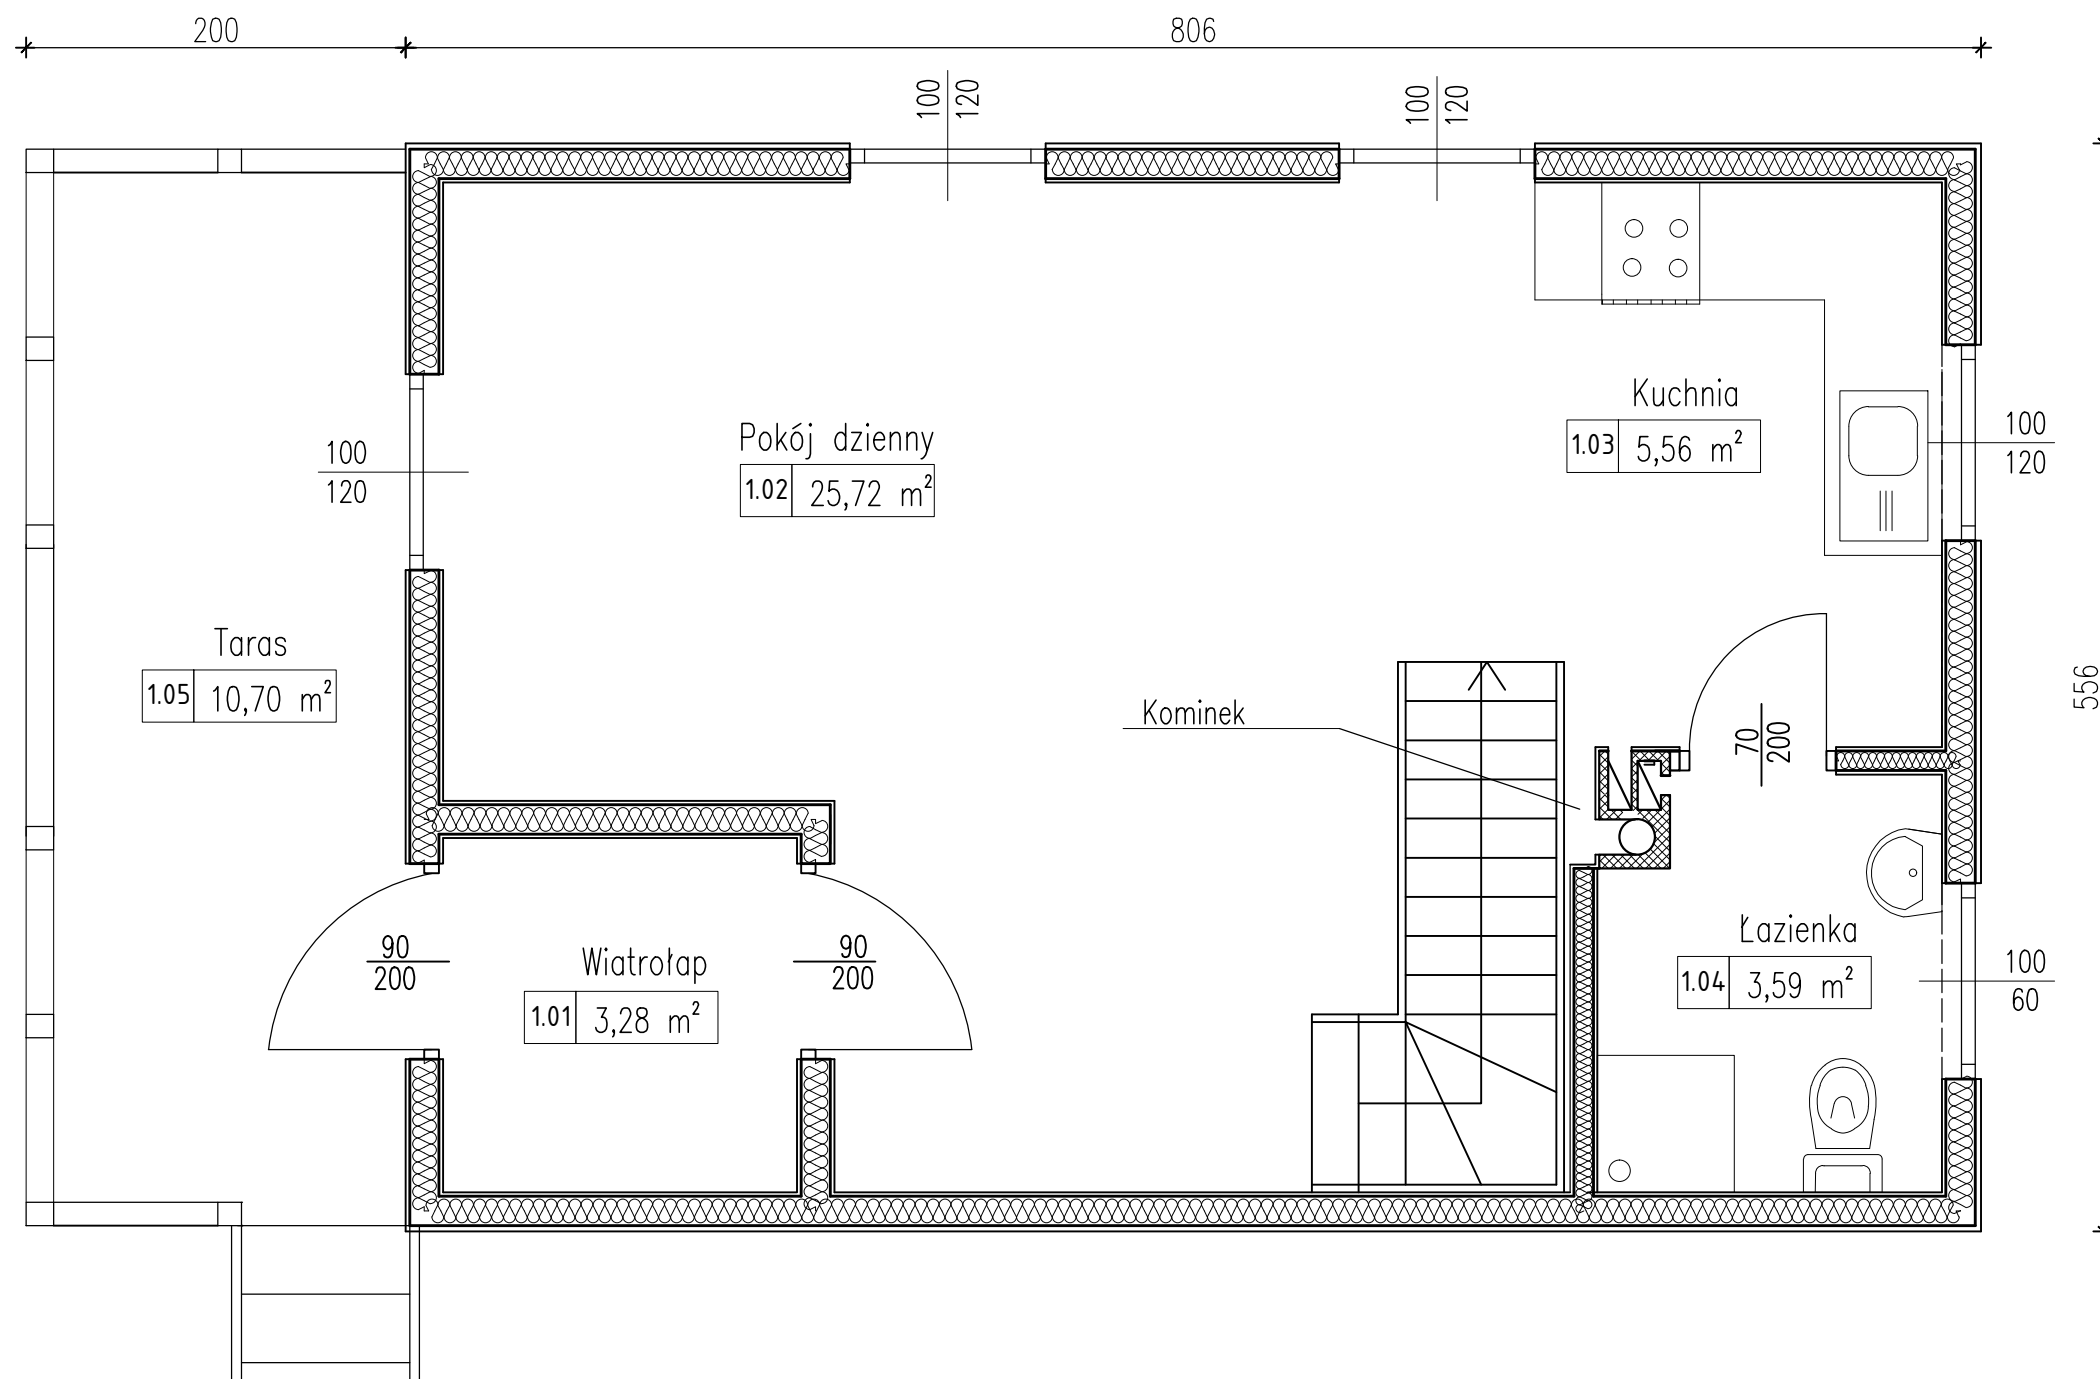 200
806
100
120
100
120
Kuchnia
1.03 5,56 m²
100
120
Pokój dzienny
1.02 25,72 m²
100
120
Taras
1.05 10,70 m²
556
Kominek
70
200
90
200
Wiatrołap
1.01 3,28 m²
90
200
Łazienka
1.04 3,59 m²
100
60